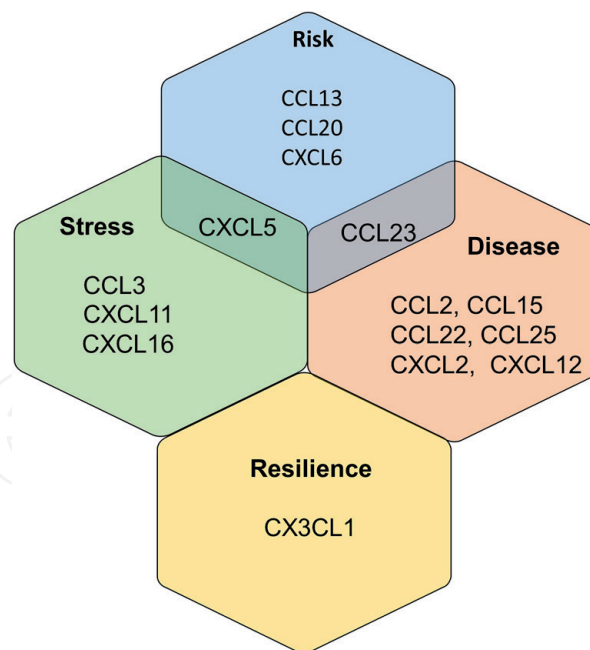 Risk
CCL13
CCL20
CXCL6
CXCL5
CCL23
Stress
CCL3
CXCL11
CXCL16
Disease
CCL2, CCL15
CCL22, CCL25
CXCL2, CXCL12
Resilience
CX3CL1